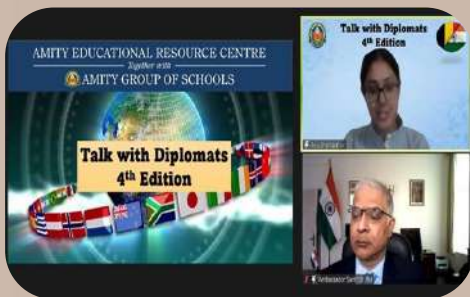 AMITY EDUCATIONAL RESOURCE CENTRE
Together with
AMITY GROUP OF SCHOOLS
Talk with Diplomats
4th Edition
Talk with Diplomats
4th Edition
Ambassador